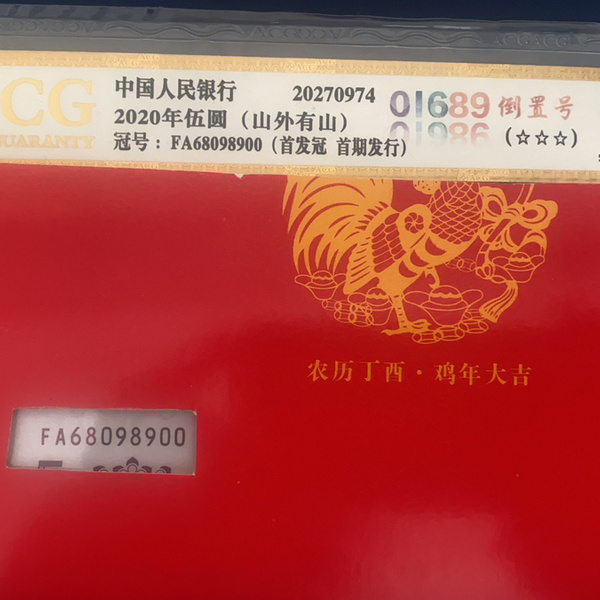 ACGACG
CG
UARANTY
中国人民银行 20270974
2020年伍圆（山外有山）
冠号：FA68098900（首发冠 首期发行）
01689 倒置号
（☆☆☆）
农历丁酉·鸡年大吉
FA68098900